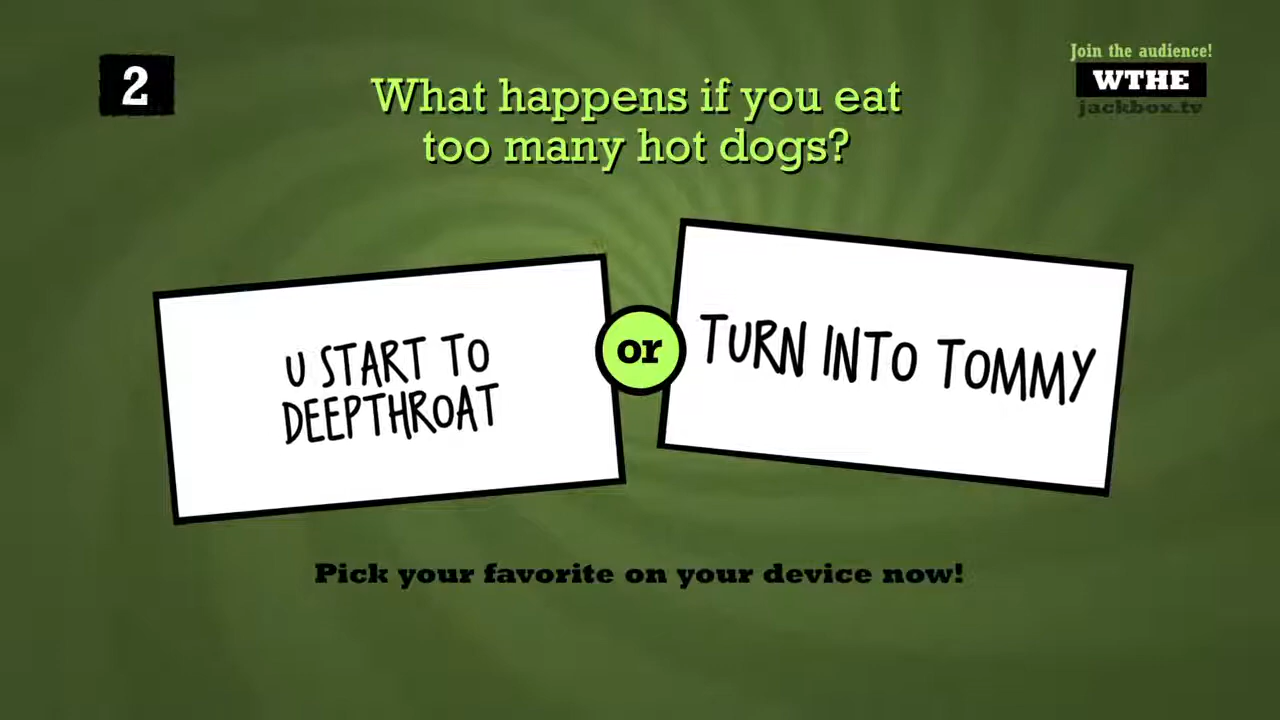 2
What happens if you eat
too many hot dogs?
Join the audience!
WTHE
jackbox.tv
U START TO
DEEPTHROAT
or
TURN INTO TOMMY
Pick your favorite on your device now!